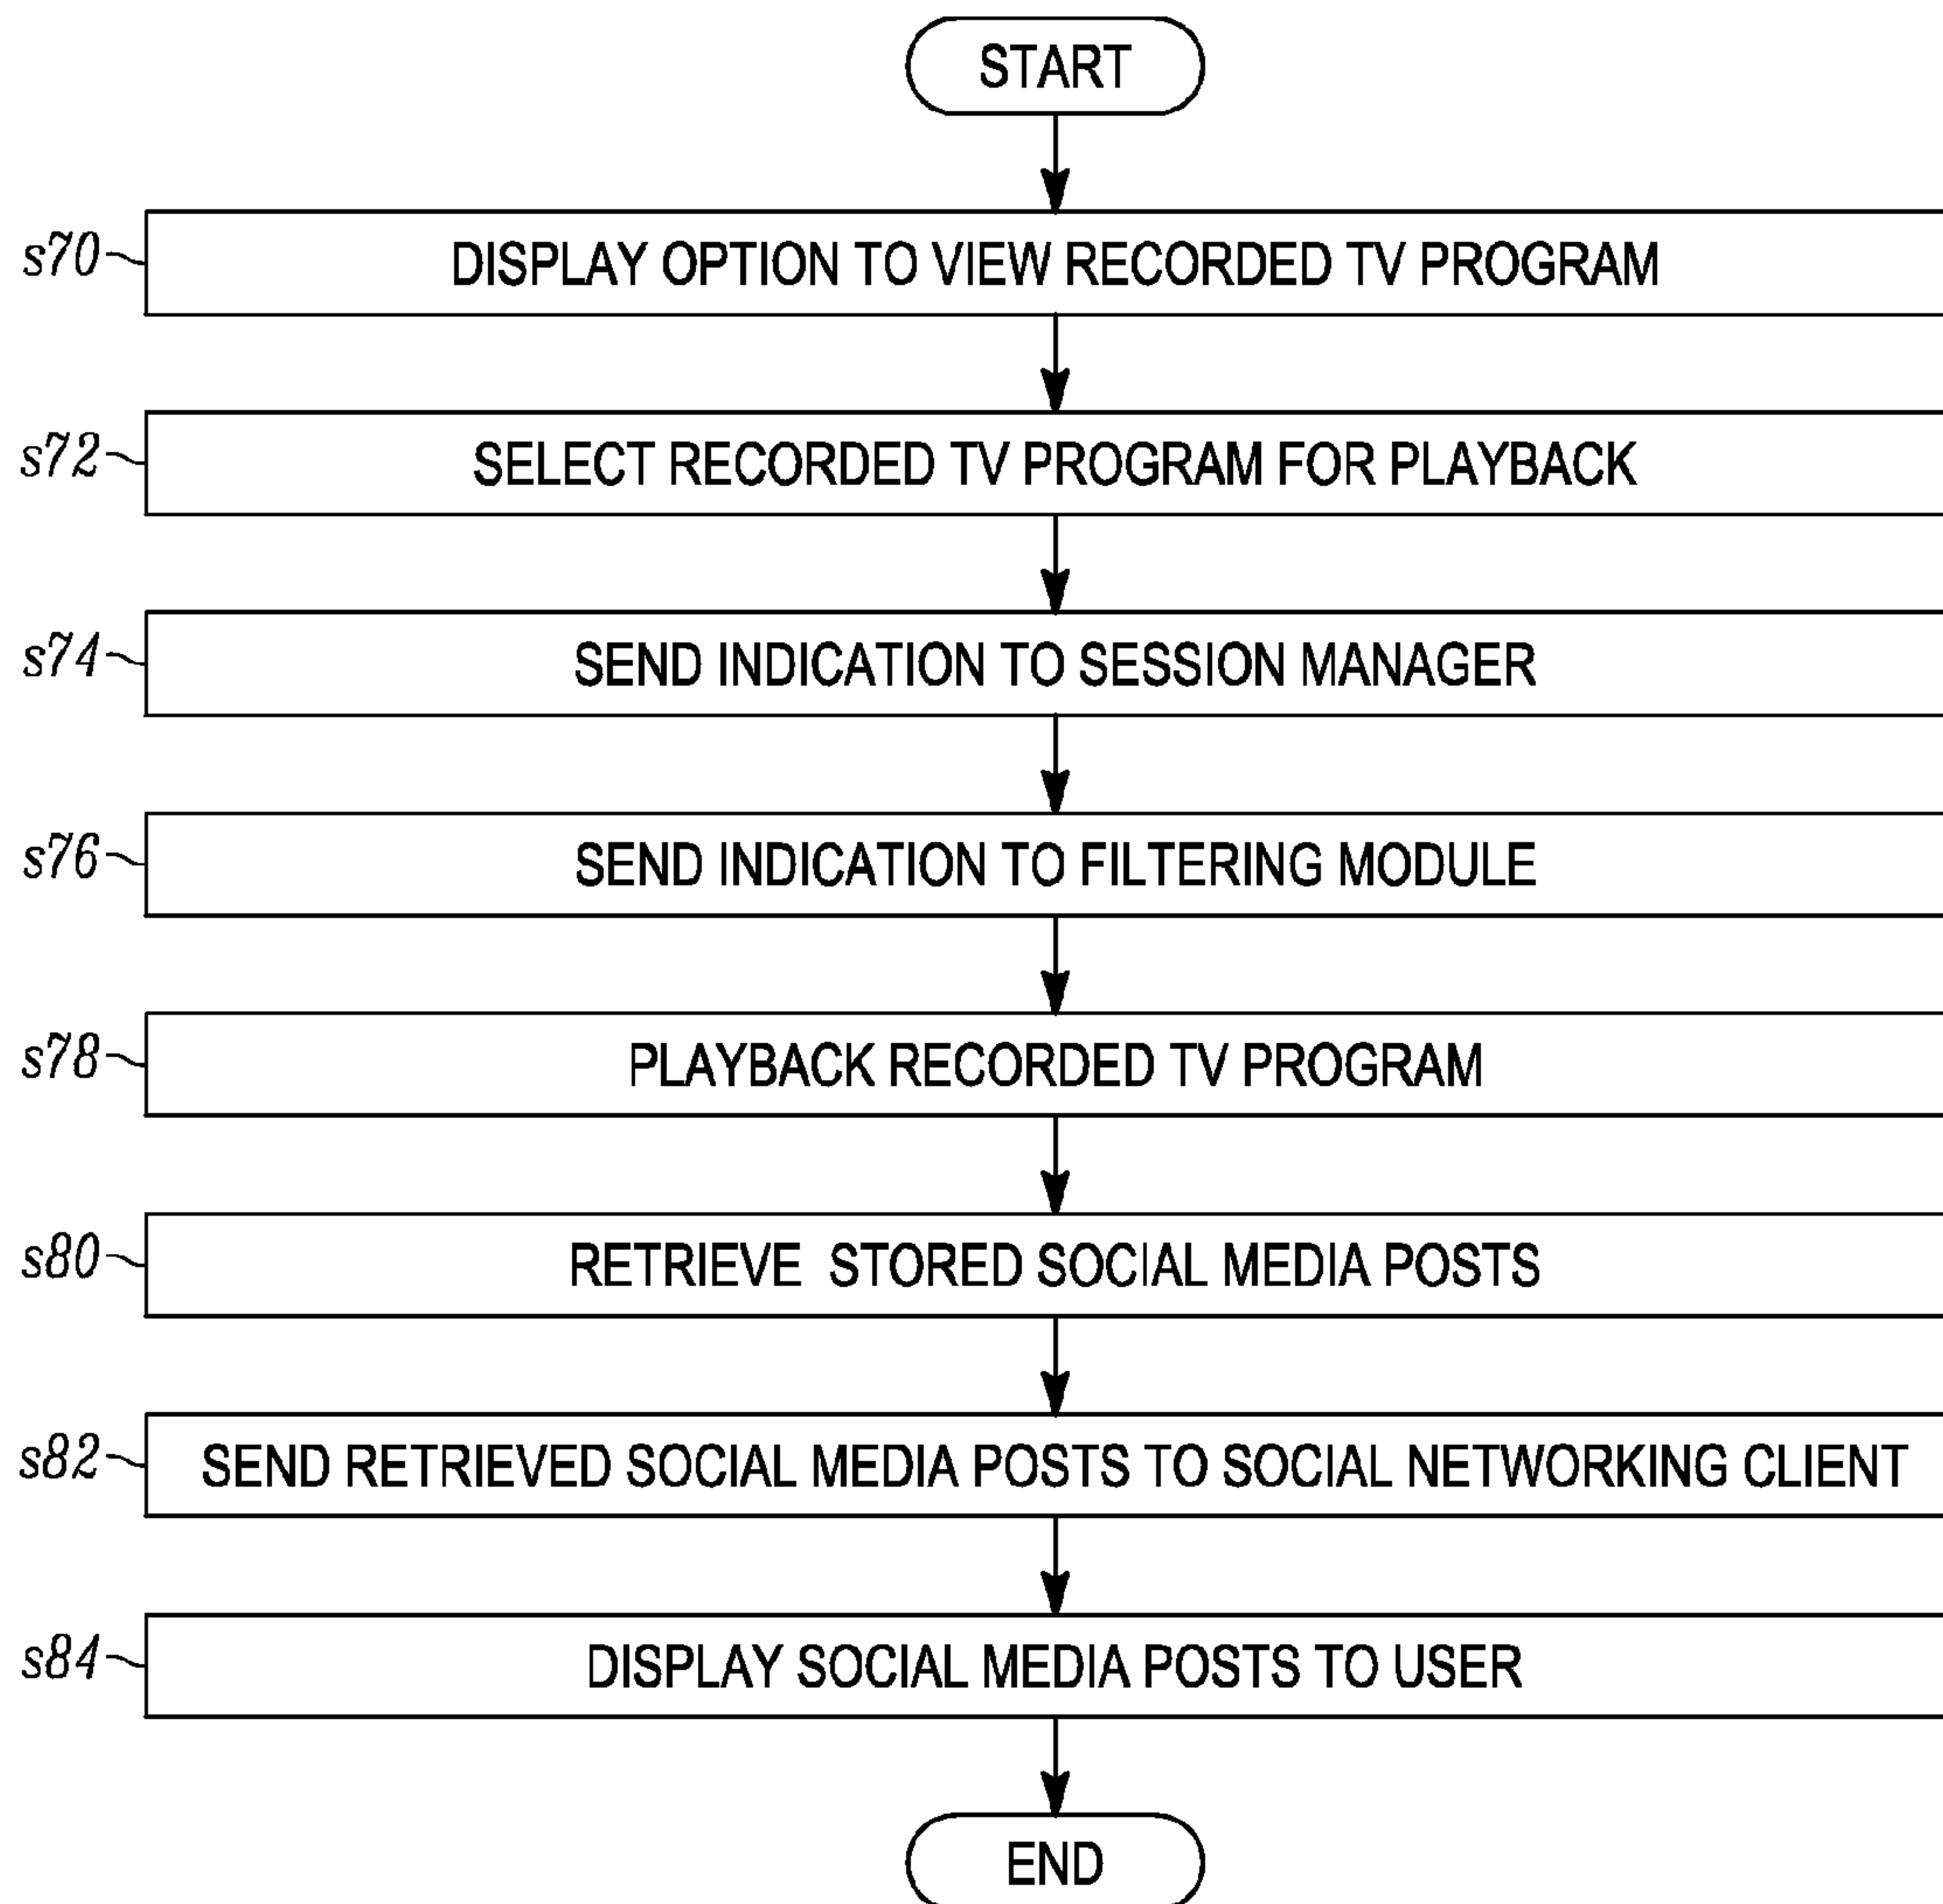 START
s70 DISPLAY OPTION TO VIEW RECORDED TV PROGRAM
s72 SELECT RECORDED TV PROGRAM FOR PLAYBACK
s74 SEND INDICATION TO SESSION MANAGER
s76 SEND INDICATION TO FILTERING MODULE
s78 PLAYBACK RECORDED TV PROGRAM
s80 RETRIEVE STORED SOCIAL MEDIA POSTS
s82 SEND RETRIEVED SOCIAL MEDIA POSTS TO SOCIAL NETWORKING CLIENT
s84 DISPLAY SOCIAL MEDIA POSTS TO USER
END